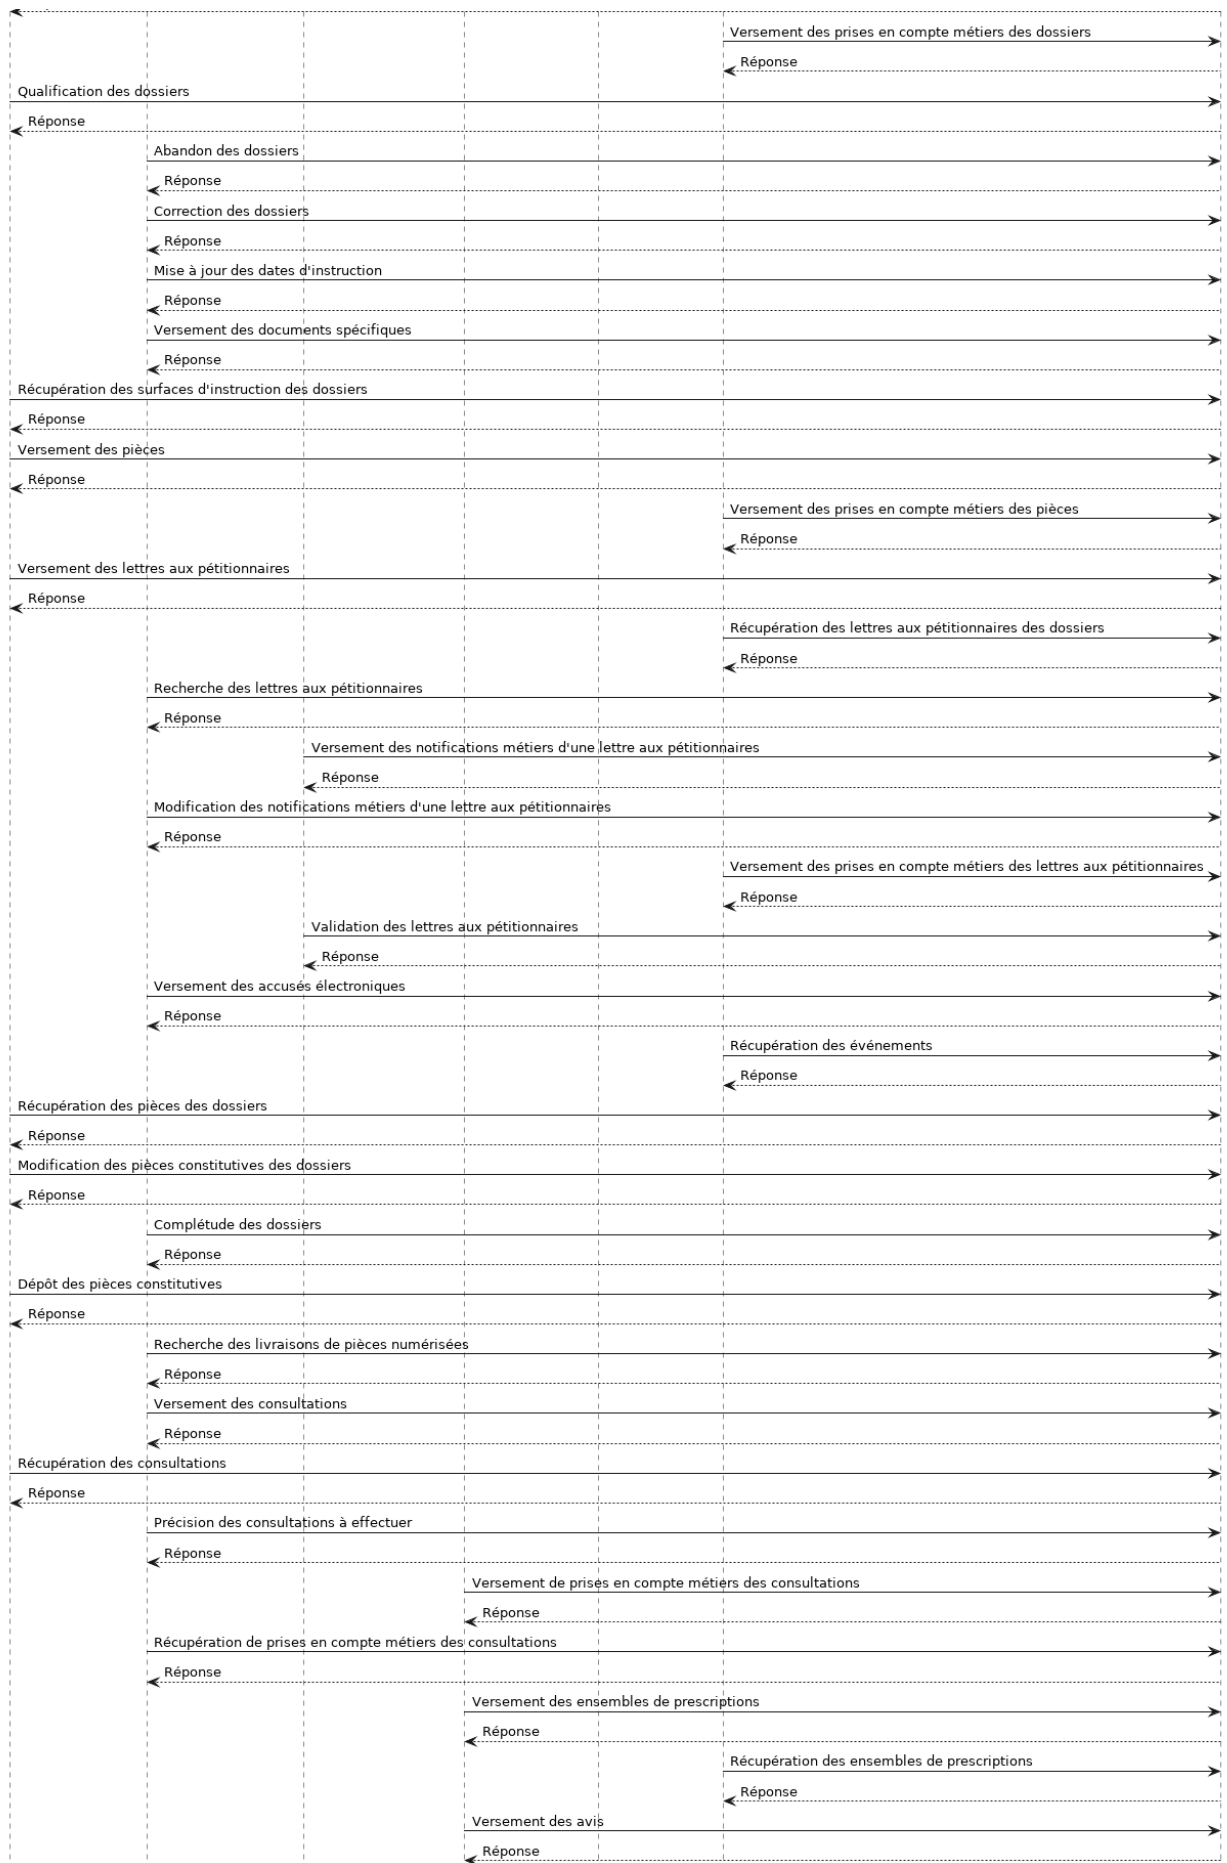 Versement des prises en compte métiers des dossiers
Réponse
Qualification des dossiers
Réponse
Abandon des dossiers
Réponse
Correction des dossiers
Réponse
Mise à jour des dates d'instruction
Réponse
Versement des documents spécifiques
Réponse
Récupération des surfaces d'instruction des dossiers
Réponse
Versement des pièces
Réponse
Versement des prises en compte métiers des pièces
Réponse
Versement des lettres aux pétitionnaires
Réponse
Récupération des lettres aux pétitionnaires des dossiers
Réponse
Recherche des lettres aux pétitionnaires
Réponse
Versement des notifications métiers d'une lettre aux pétitionnaires
Réponse
Modification des notifications métiers d'une lettre aux pétitionnaires
Réponse
Versement des prises en compte métiers des lettres aux pétitionnaires
Réponse
Validation des lettres aux pétitionnaires
Réponse
Versement des accusés électroniques
Réponse
Récupération des événements
Réponse
Récupération des pièces des dossiers
Réponse
Modification des pièces constitutives des dossiers
Réponse
Complétude des dossiers
Réponse
Dépôt des pièces constitutives
Réponse
Recherche des livraisons de pièces numérisées
Réponse
Versement des consultations
Réponse
Récupération des consultations
Réponse
Précision des consultations à effectuer
Réponse
Versement de prises en compte métiers des consultations
Réponse
Récupération de prises en compte métiers des consultations
Réponse
Versement des ensembles de prescriptions
Réponse
Récupération des ensembles de prescriptions
Réponse
Versement des avis
Réponse